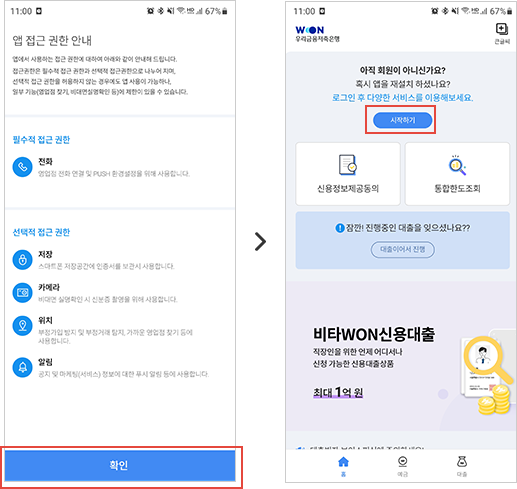 11:00
67%
앱 접근 권한 안내
앱에서 사용하는 접근 권한에 대하여 아래와 같이 안내해 드립니다.
접근권한은 필수적 접근 권한과 선택적 접근권한으로 나누어 지며,
선택적 접근 권한을 허용하지 않는 경우에도 앱 사용이 가능하나,
일부 기능(영업점 찾기, 비대면실명확인 등)에 제한이 있을 수 있습니다.
필수적 접근 권한
전화
영업점 전화 연결 및 PUSH 환경설정을 위해 사용합니다.
선택적 접근 권한
저장
스마트폰 저장공간에 인증서를 보관시 사용합니다.
카메라
비대면 실명확인 시 신분증 촬영을 위해 사용합니다.
위치
부정가입 방지 및 부정거래 탐지, 가까운 영업점 찾기 등에
사용합니다.
알림
공지 및 마케팅(서비스) 정보에 대한 푸시 알림 등에 사용합니다.
확인
11:00
67%
WON
우리금융저축은행
큰글씨
아직 회원이 아니신가요?
혹시 앱을 재설치 하셨나요?
로그인 후 다양한 서비스를 이용해보세요.
시작하기
신용정보제공동의
통합한도조회
잠깐! 진행중인 대출을 잊으셨나요??
대출이어서 진행
비타WON신용대출
직장인을 위한 언제 어디서나
신청 가능한 신용대출상품
최대 1억 원
홈
예금
대출